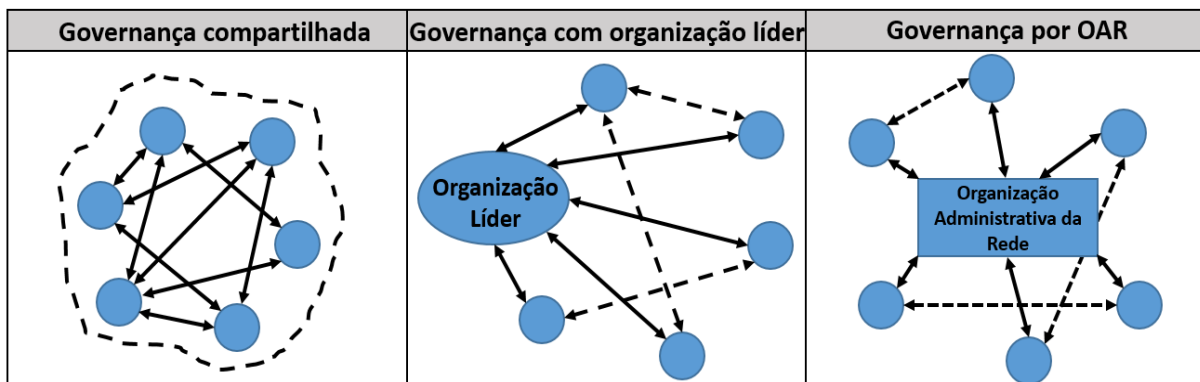 Governança compartilhada
Governança com organização líder
Governança por OAR
Organização
Líder
Organização
Administrativa da
Rede